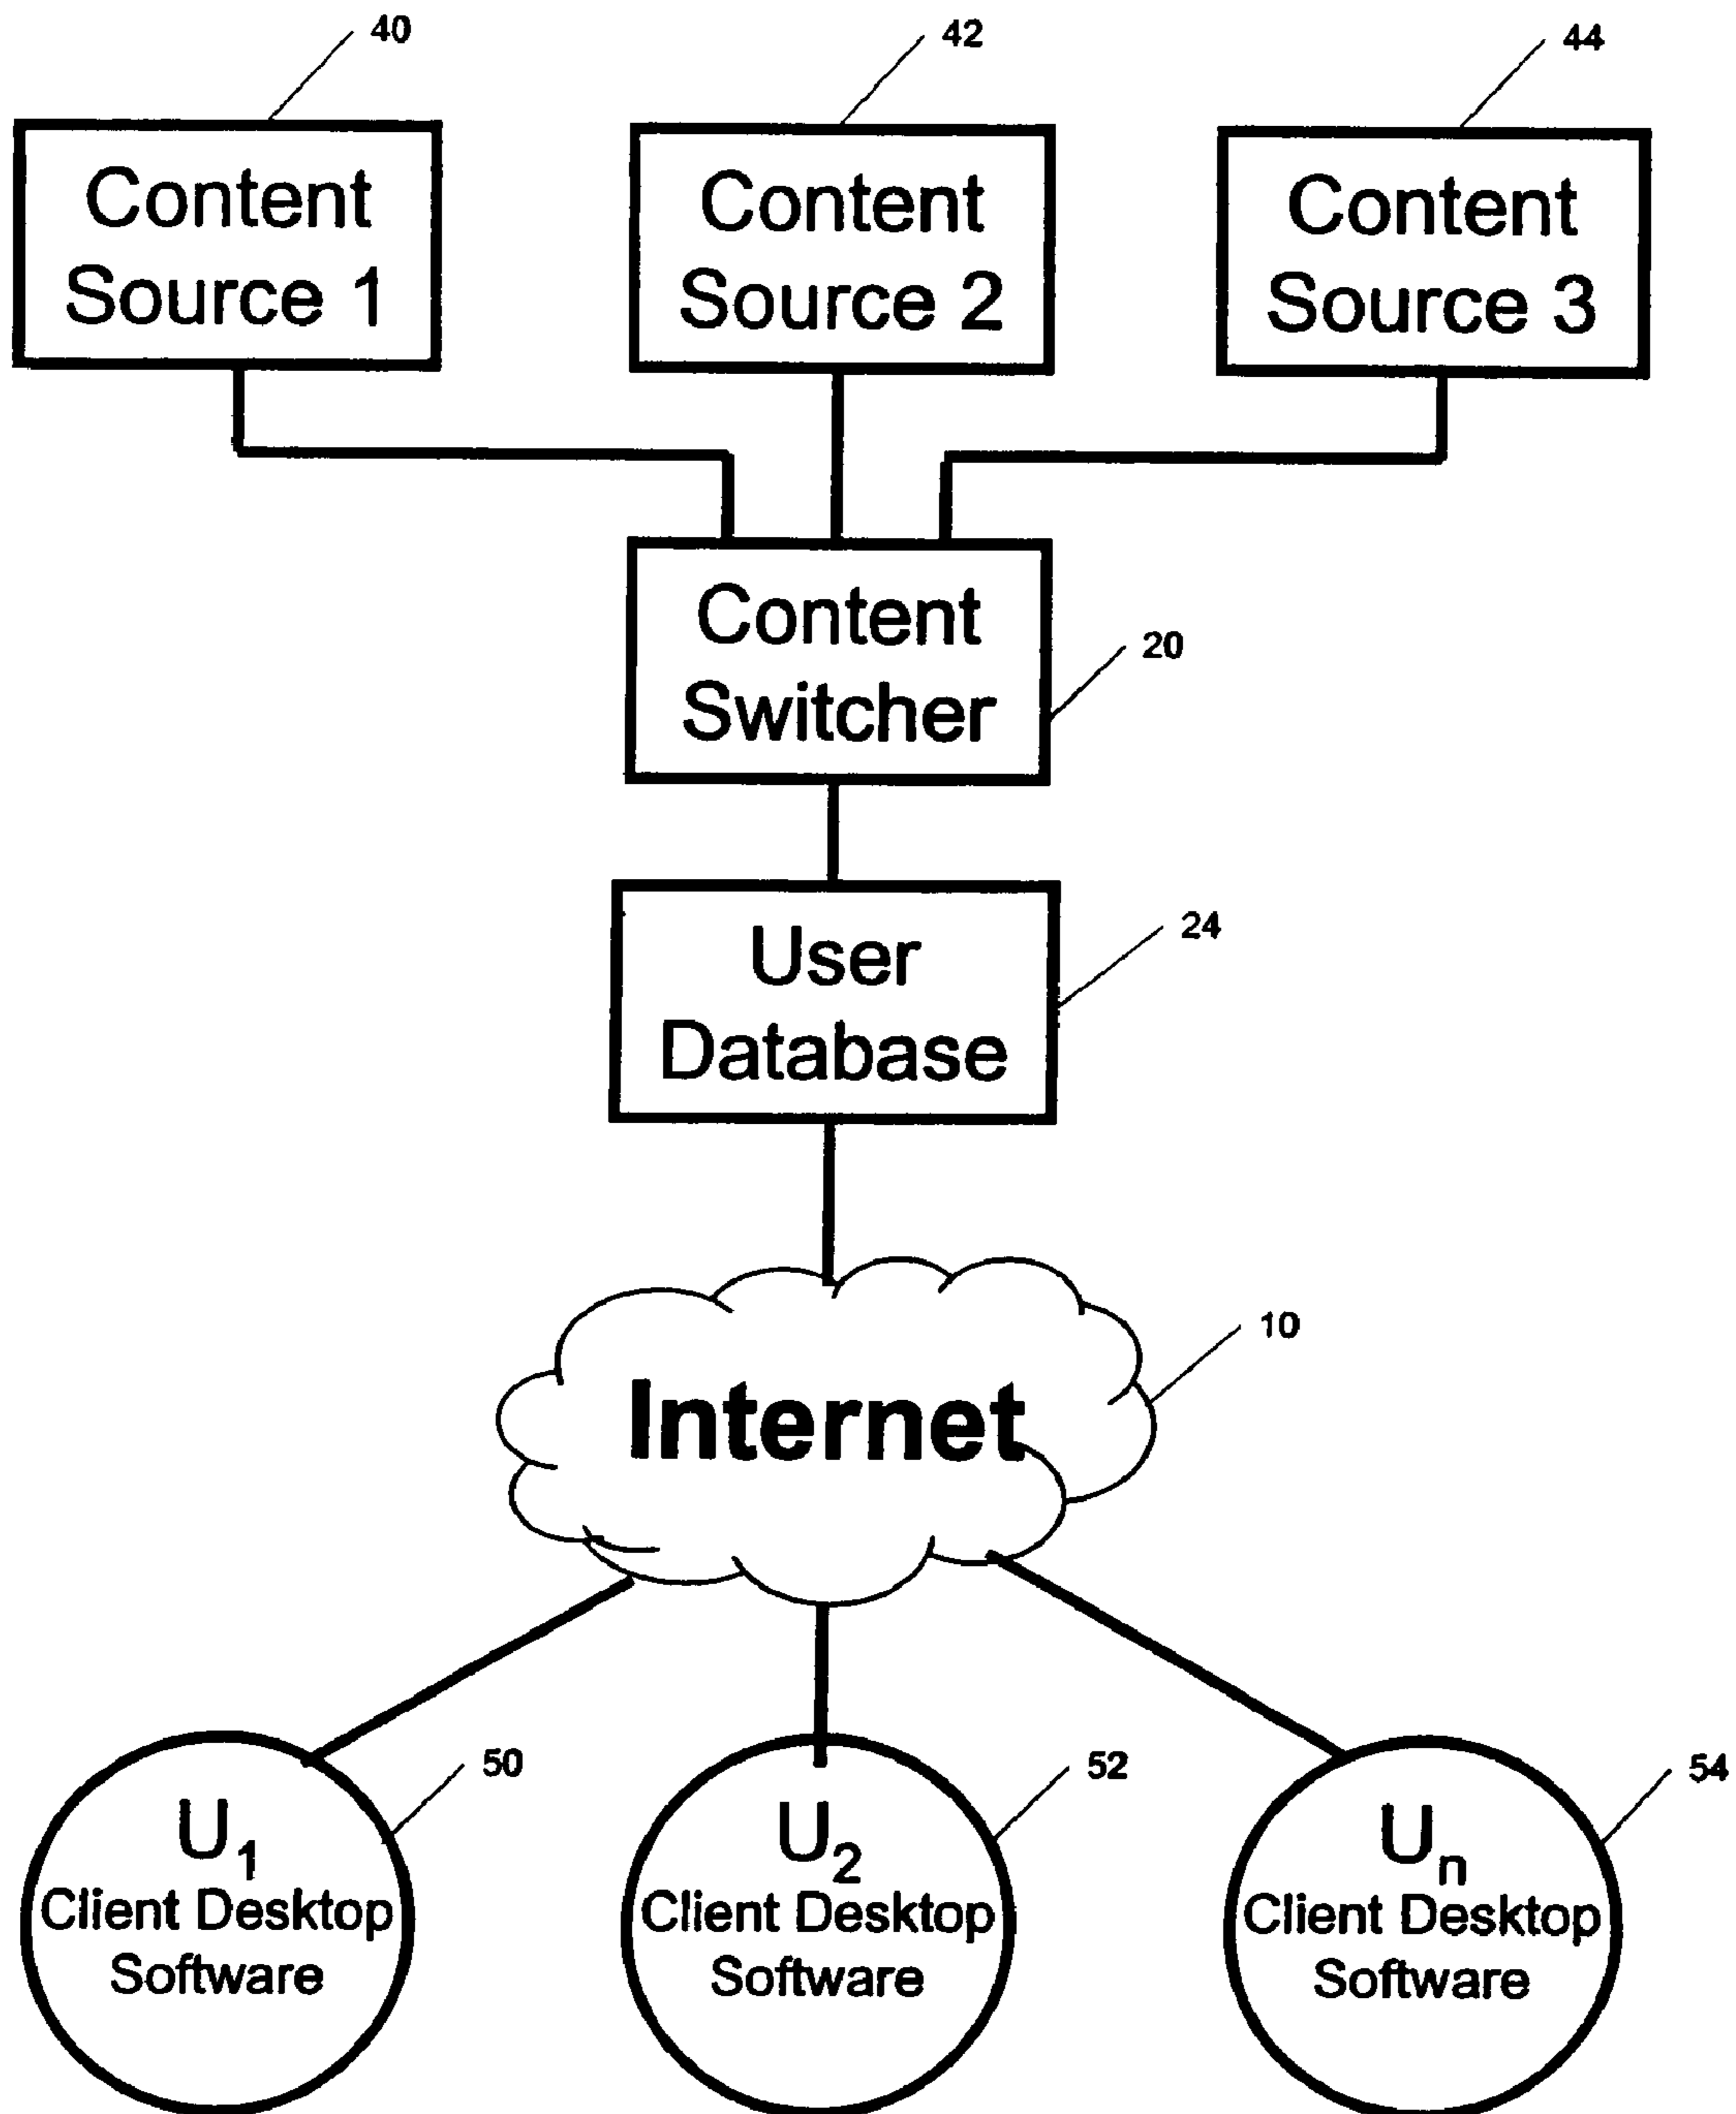 40
42
44
Content
Source 1
Content
Source 2
Content
Source 3
Content
Switcher
20
User
Database
24
Internet
10
50
52
54
U1
Client Desktop
Software
U2
Client Desktop
Software
Un
Client Desktop
Software